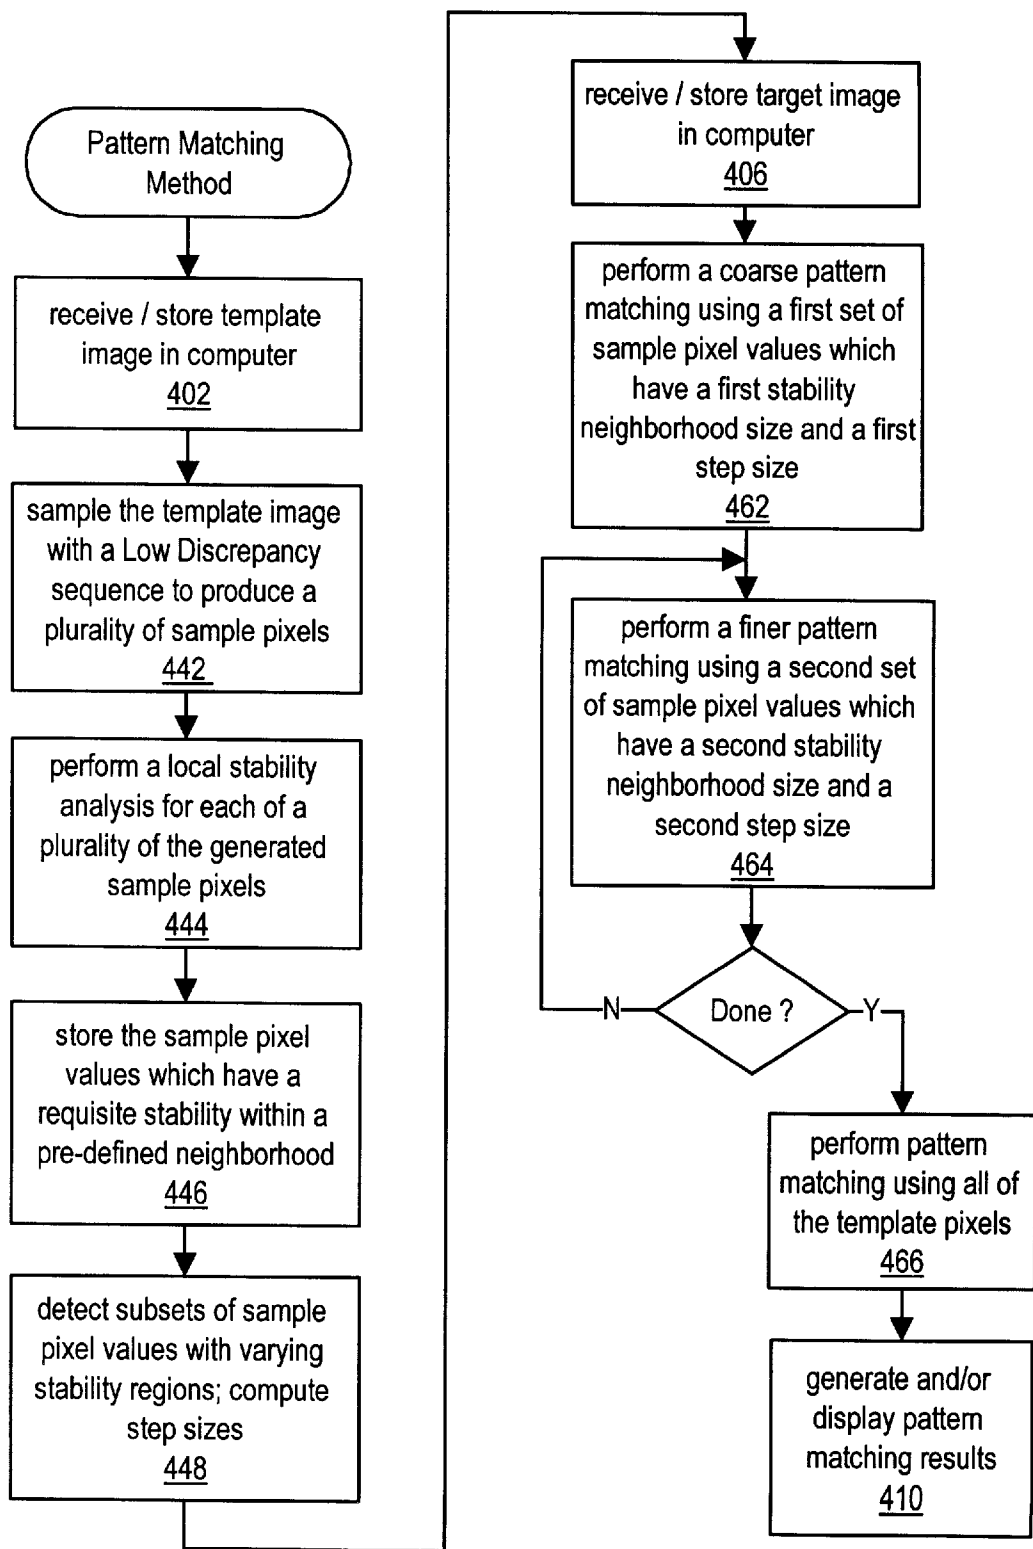 Pattern Matching
Method
receive / store template
image in computer
402
sample the template image
with a Low Discrepancy
sequence to produce a
plurality of sample pixels
442
perform a local stability
analysis for each of a
plurality of the generated
sample pixels
444
store the sample pixel
values which have a
requisite stability within a
pre-defined neighborhood
446
detect subsets of sample
pixel values with varying
stability regions; compute
step sizes
448
receive / store target image
in computer
406
perform a coarse pattern
matching using a first set of
sample pixel values which
have a first stability
neighborhood size and a first
step size
462
perform a finer pattern
matching using a second set
of sample pixel values which
have a second stability
neighborhood size and a
second step size
464
N
Done ?
Y
perform pattern
matching using all of
the template pixels
466
generate and/or
display pattern
matching results
410